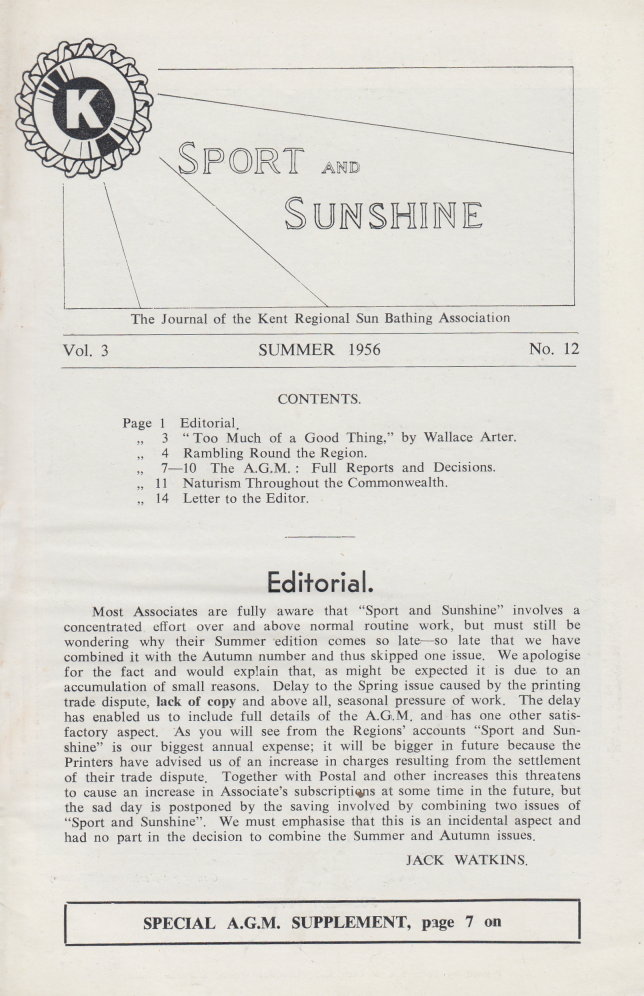 K
SPORT AND
SUNSHINE
The Journal of the Kent Regional Sun Bathing Association
Vol. 3 SUMMER 1956 No. 12
CONTENTS.
Page 1 Editorial.
„ 3 “Too Much of a Good Thing,” by Wallace Arter.
„ 4 Rambling Round the Region.
„ 7—10 The A.G.M. : Full Reports and Decisions.
„ 11 Naturism Throughout the Commonwealth.
„ 14 Letter to the Editor.
Editorial.
Most Associates are fully aware that “Sport and Sunshine” involves a
concentrated effort over and above normal routine work, but must still be
wondering why their Summer edition comes so late—so late that we have
combined it with the Autumn number and thus skipped one issue. We apologise
for the fact and would explain that, as might be expected it is due to an
accumulation of small reasons. Delay to the Spring issue caused by the printing
trade dispute, lack of copy and above all, seasonal pressure of work. The delay
has enabled us to include full details of the A.G.M. and has one other satis-
factory aspect. As you will see from the Regions’ accounts “Sport and Sun-
shine” is our biggest annual expense; it will be bigger in future because the
Printers have advised us of an increase in charges resulting from the settlement
of their trade dispute. Together with Postal and other increases this threatens
to cause an increase in Associate’s subscriptions at some time in the future, but
the sad day is postponed by the saving involved by combining two issues of
“Sport and Sunshine”. We must emphasise that this is an incidental aspect and
had no part in the decision to combine the Summer and Autumn issues.
JACK WATKINS.
SPECIAL A.G.M. SUPPLEMENT, page 7 on